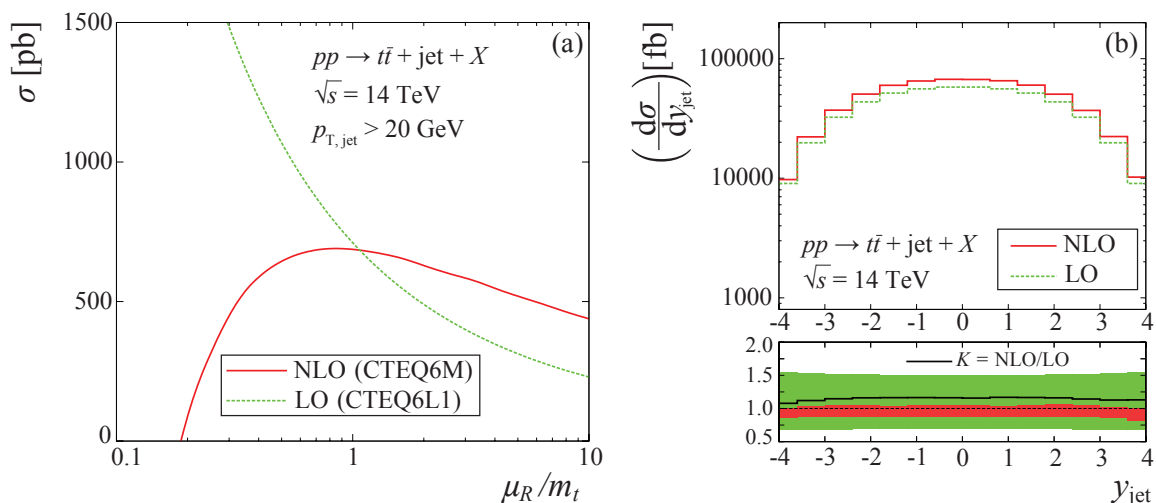 σ [pb]
1500
1000
500
0
(a)
pp → tt̄ + jet + X
√s = 14 TeV
p_T, jet > 20 GeV
NLO (CTEQ6M)
LO (CTEQ6L1)
0.1 1 10
μ_R /m_t
(dσ/dy_jet) [fb]
100000
10000
1000
(b)
pp → tt̄ + jet + X
√s = 14 TeV
NLO
LO
-4 -3 -2 -1 0 1 2 3 4
2.0
1.5
1.0
0.5
K = NLO/LO
-4 -3 -2 -1 0 1 2 3 4
y_jet